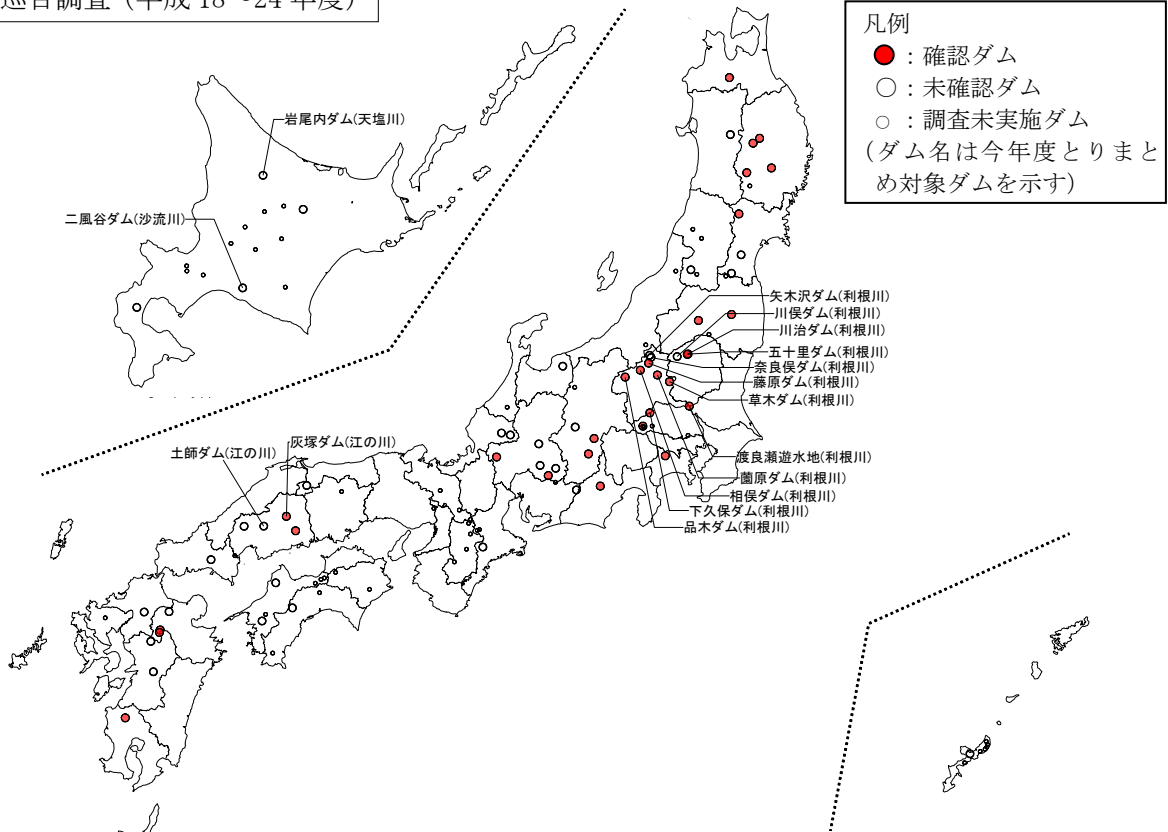 巡目調査（平成 18～24 年度）
凡例
●：確認ダム
○：未確認ダム
○：調査未実施ダム
(ダム名は今年度とりまと
め対象ダムを示す)
岩尾内ダム(天塩川)
二風谷ダム(沙流川)
矢木沢ダム(利根川)
川俣ダム(利根川)
川治ダム(利根川)
五十里ダム(利根川)
奈良俣ダム(利根川)
藤原ダム(利根川)
草木ダム(利根川)
灰塚ダム(江の川)
土師ダム(江の川)
渡良瀬遊水地(利根川)
薗原ダム(利根川)
相俣ダム(利根川)
下久保ダム(利根川)
品木ダム(利根川)